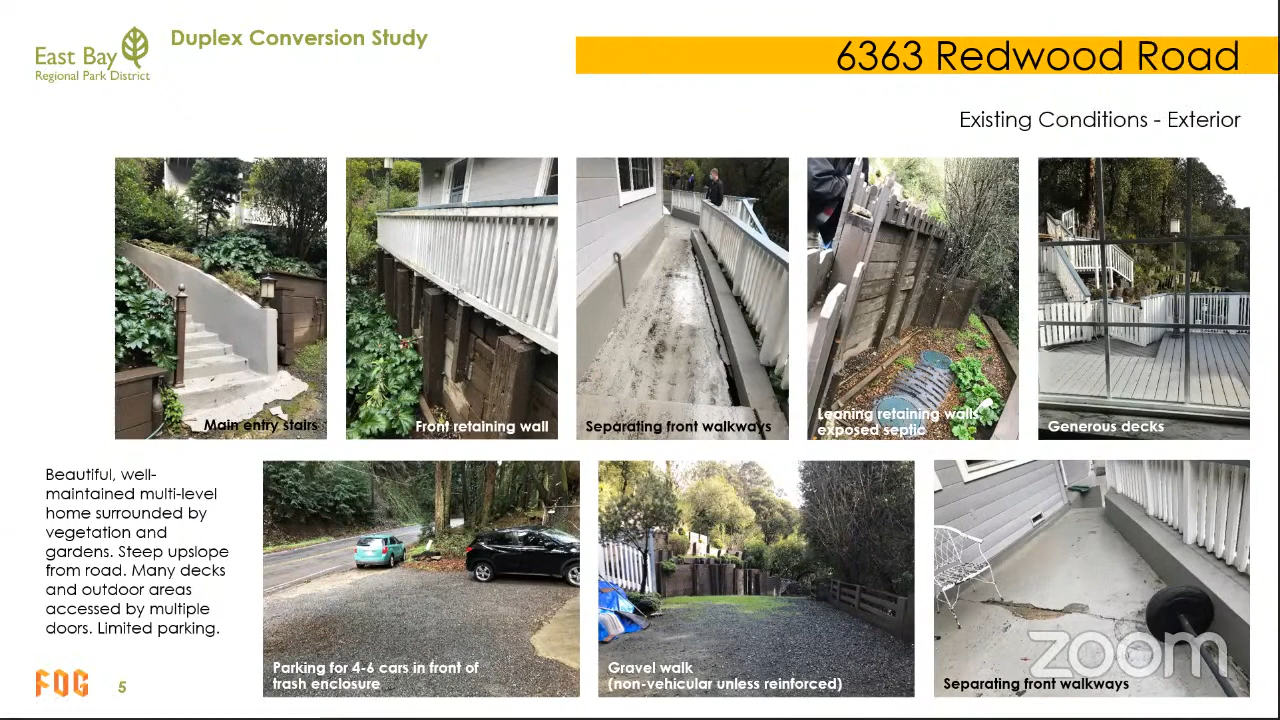 East Bay
Regional Park District
Duplex Conversion Study
6363 Redwood Road
Existing Conditions - Exterior
Main entry stairs
Front retaining wall
Separating front walkways
Leaning retaining walls
exposed septic
Generous decks
Beautiful, well-
maintained multi-level
home surrounded by
vegetation and
gardens. Steep upslope
from road. Many decks
and outdoor areas
accessed by multiple
doors. Limited parking.
Parking for 4-6 cars in front of
trash enclosure
Gravel walk
(non-vehicular unless reinforced)
Separating front walkways
zoom
FOG
5